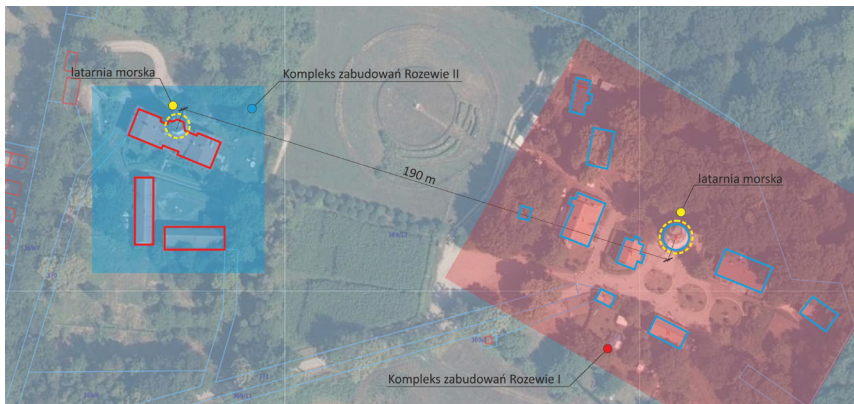 latarnia morska
Kompleks zabudowań Rozewie II
190 m
latarnia morska
Kompleks zabudowań Rozewie I